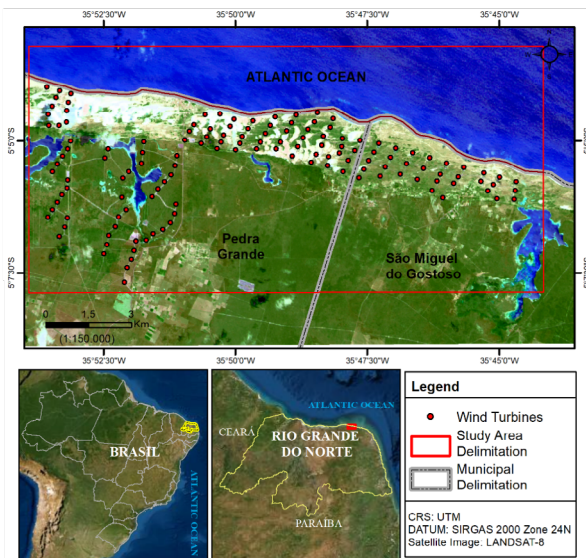 35°52'30"W 35°50'0"W 35°47'30"W 35°45'0"W
ATLANTIC OCEAN
5°5'0"S
Pedra
Grande
São Miguel
do Gostoso
5°7'30"S
0 1.5 3
Km
(1:150.000)
35°52'30"W 35°50'0"W 35°47'30"W 35°45'0"W
BRASIL
ATLANTIC OCEAN
ATLANTIC OCEAN
CEARÁ
RIO GRANDE
DO NORTE
PARAÍBA
Legend
Wind Turbines
Study Area
Delimitation
Municipal
Delimitation
CRS: UTM
DATUM: SIRGAS 2000 Zone 24N
Satellite Image: LANDSAT-8